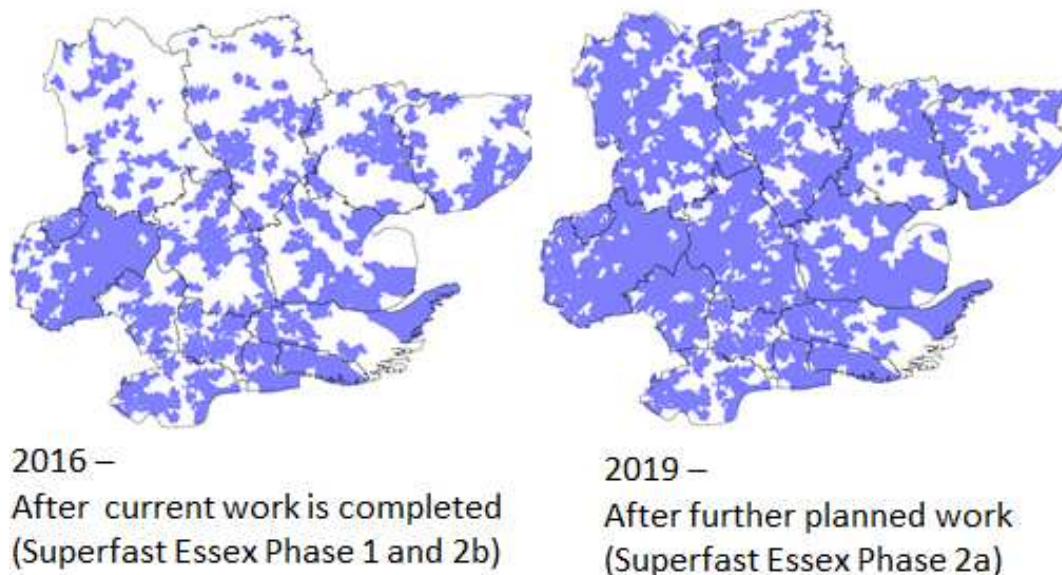 2016 –
After current work is completed
(Superfast Essex Phase 1 and 2b)
2019 –
After further planned work
(Superfast Essex Phase 2a)